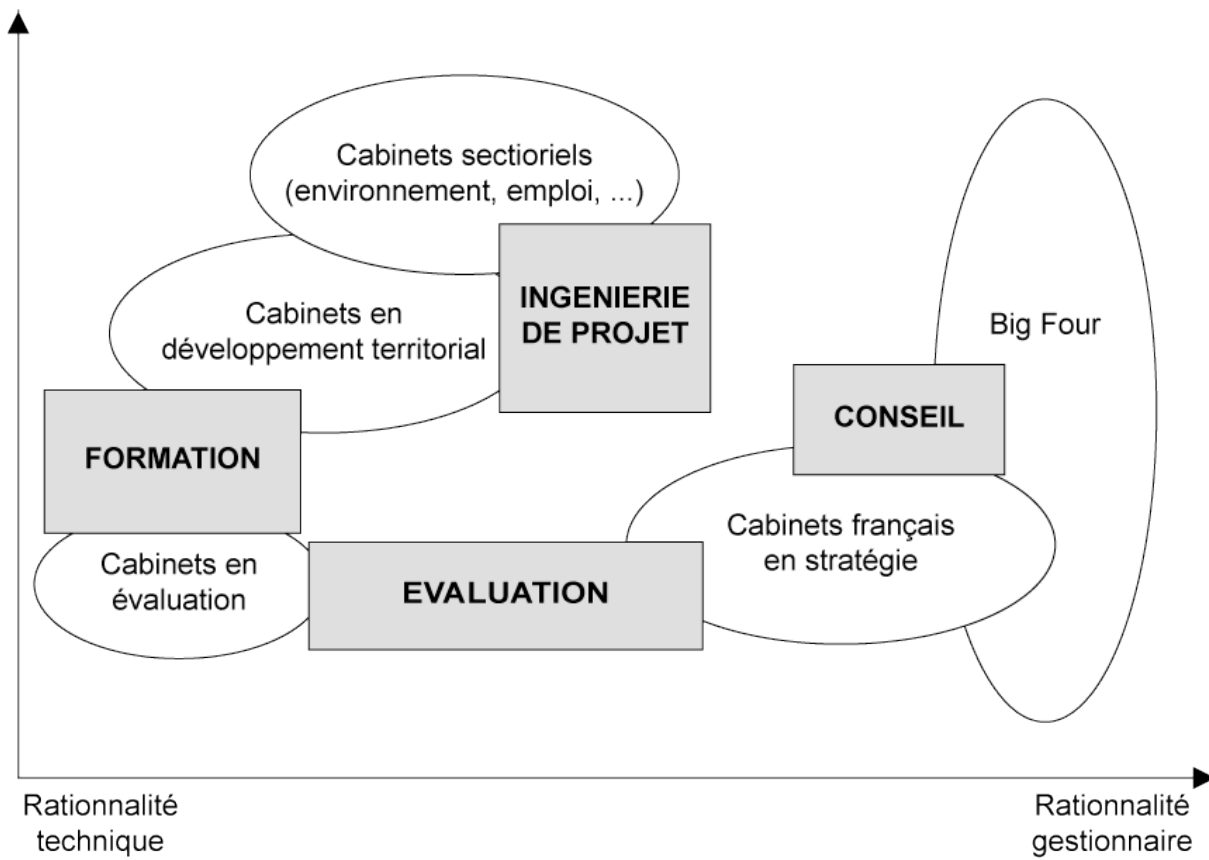 Cabinets sectioriels
(environnement, emploi, ...)
INGENIERIE
DE PROJET
Cabinets en
développement territorial
Big Four
CONSEIL
FORMATION
Cabinets français
en stratégie
Cabinets en
évaluation
EVALUATION
Rationnalité
technique
Rationnalité
gestionnaire